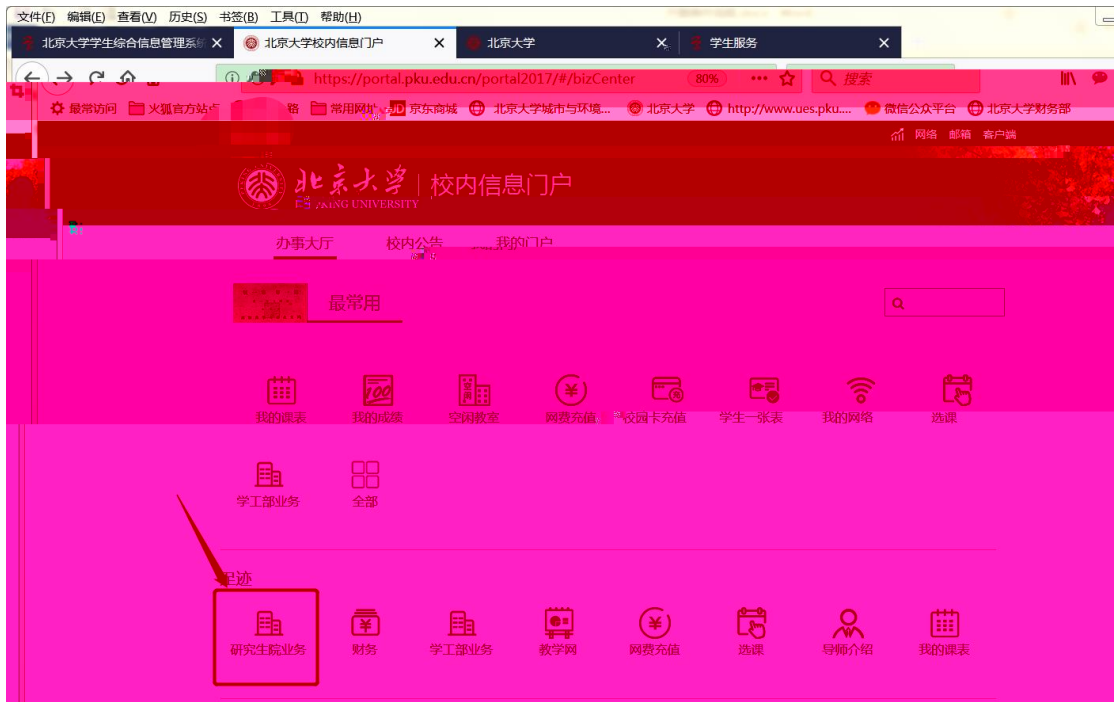 文件(F) 编辑(E) 查看(V) 历史(S) 书签(B) 工具(T) 帮助(H)
北京大学学生综合信息管理系统 北京大学校内信息门户 北京大学 学生服务
https://portal.pku.edu.cn/portal2017/#/bizCenter 80% 搜索
最常访问 火狐官方站点 常用网址 JD 京东商城 北京大学城市与环境... 北京大学 http://www.ues.pku.... 微信公众平台 北京大学财务部
网络 邮箱 客户端
北京大学 校内信息门户
PEKING UNIVERSITY
办事大厅 校内公告 我的门户
最常用
我的课表 我的成绩 空闲教室 网费充值 校园卡充值 学生一张表 我的网络 选课
学工部业务 全部
足迹
研究生院业务 财务 学工部业务 教学网 网费充值 选课 导师介绍 我的课表